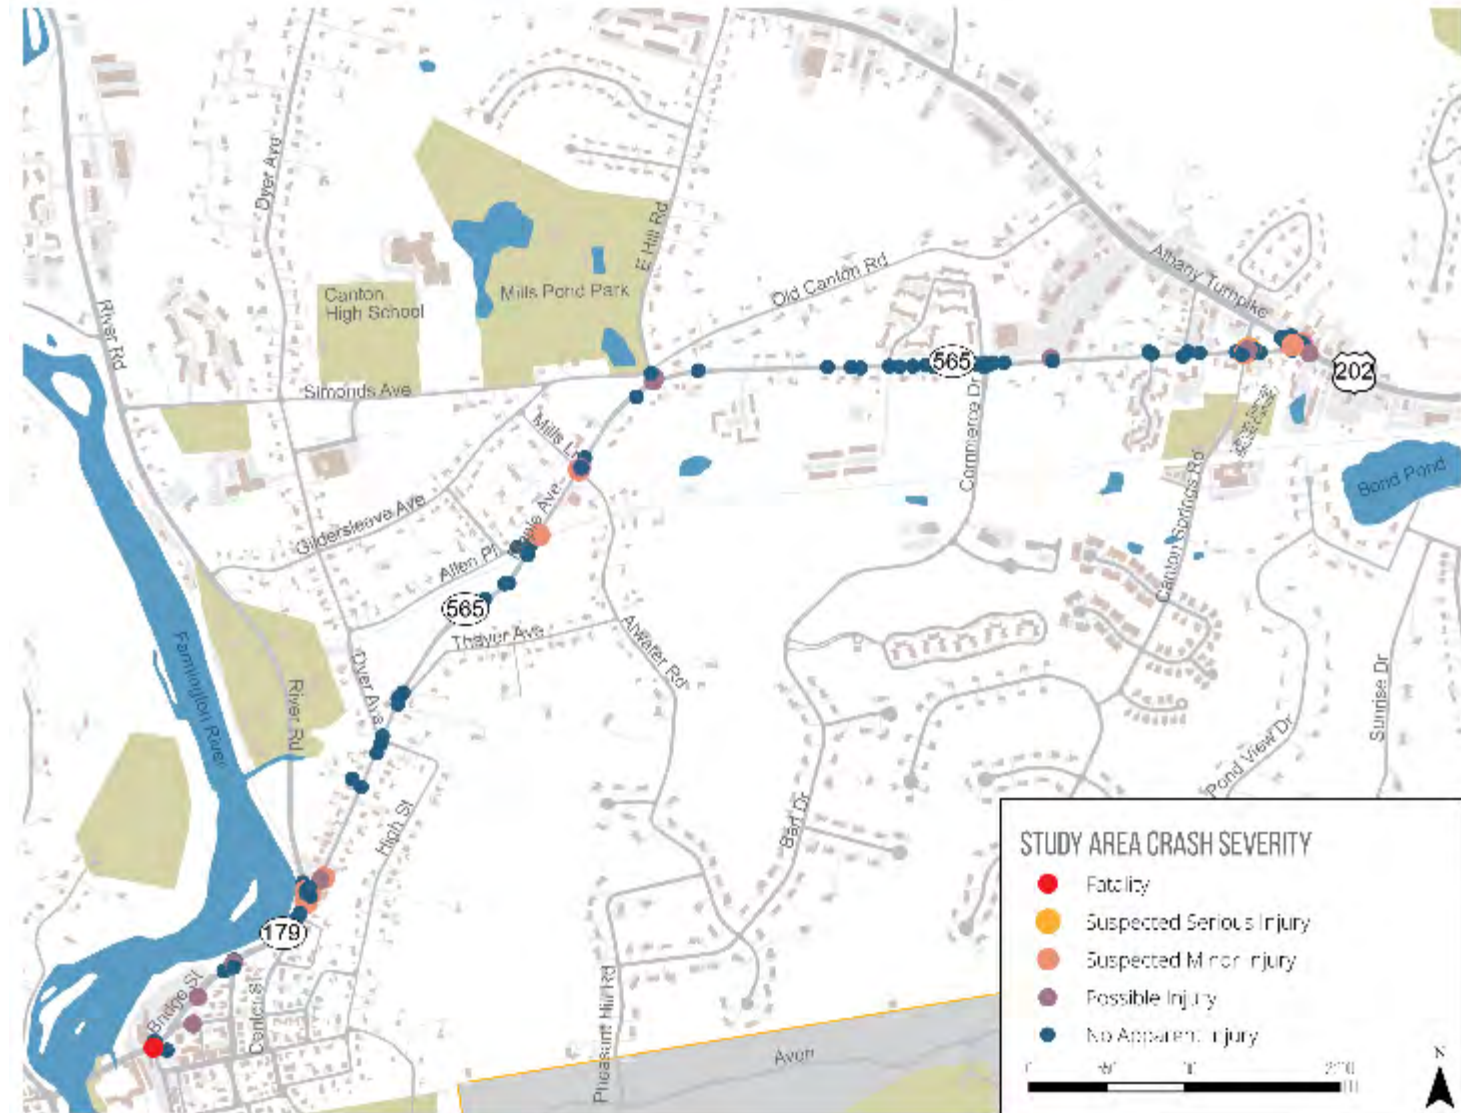 Dyer Ave
E Hill Rd
Albany Turnpike
Old Canton Rd
Mills Pond Park
Canton
High School
River Rd
565
202
Simonds Ave
Mills Ln
Commerce Dr
Canton Springs Rd
Bond Pond
Gildersleeve Ave
Allen Pl
565
Thayer Ave
Atwater Rd
Farmington River
River Rd
Dyer Ave
Sunrise Dr
Pond View Dr
Bart Dr
High St
179
Bridge St
Center St
Pheasant Hill Rd
Avon
STUDY AREA CRASH SEVERITY
Fatality
Suspected Serious Injury
Suspected Minor Injury
Possible Injury
No Apparent Injury
0
N